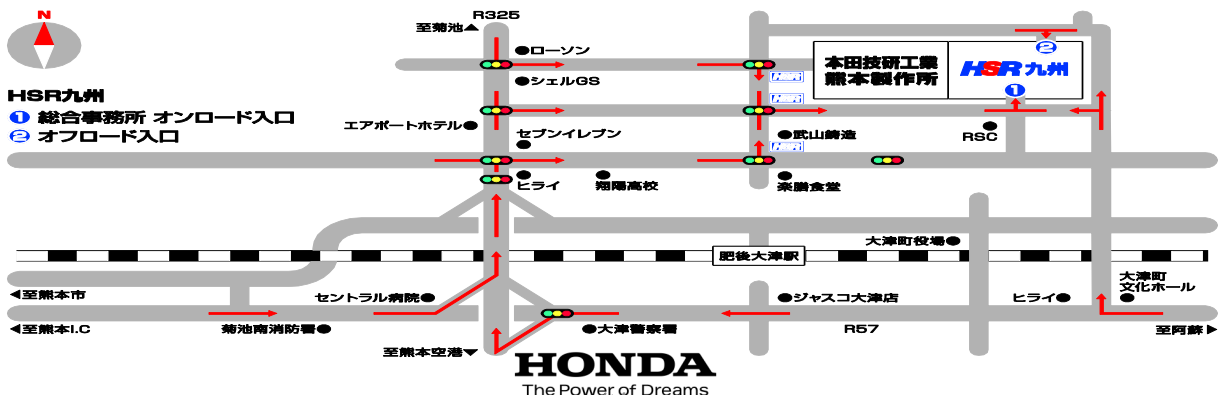 R325
至菊池▲
N
ローソン
シェルGS
本田技研工業
熊本製作所
HSR九州
2
1
HSR
HSR
HSR
HSR九州
1 総合事務所 オンロード入口
2 オフロード入口
エアポートホテル
セブンイレブン
武山鋳造
RSC
ヒライ
翔陽高校
楽膳食堂
大津町役場
肥後大津駅
◀至熊本市
セントラル病院
ジャスコ大津店
ヒライ
大津町
文化ホール
◀至熊本I.C
菊池南消防署
大津警察署
R57
至阿蘇▶
至熊本空港▼
HONDA
The Power of Dreams